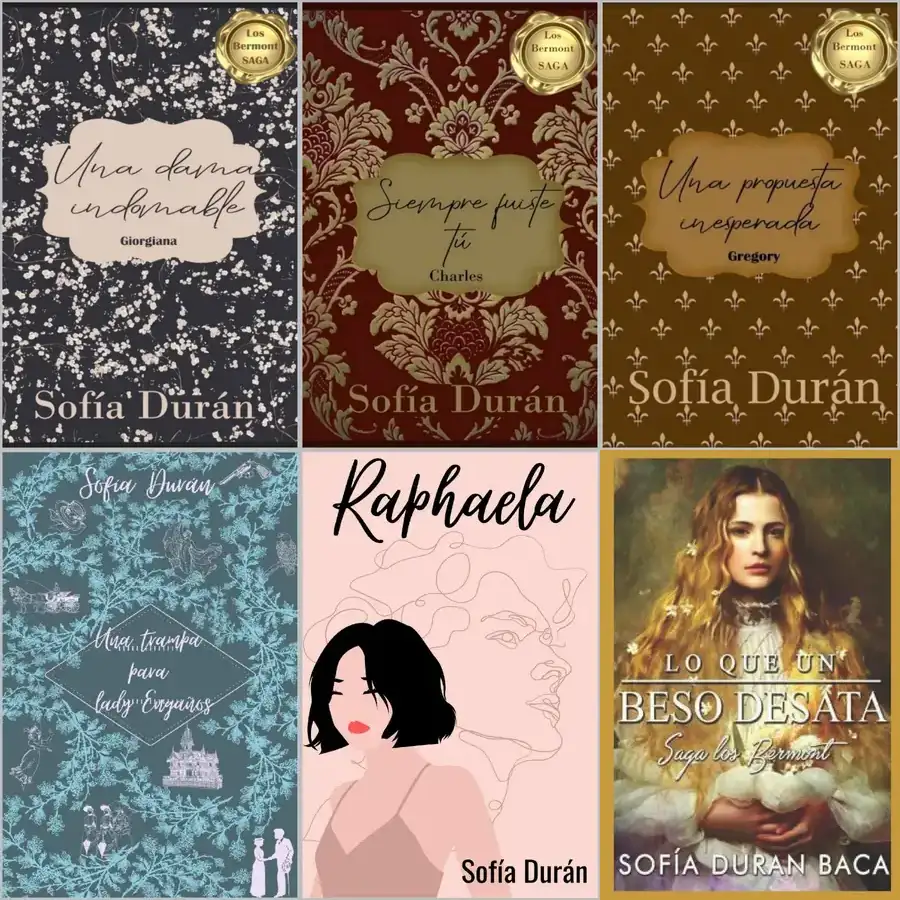 Los
Bermont
SAGA
Una dama
indomable
Giorgiana
Sofía Durán
Los
Bermont
SAGA
Siempre fuiste
tú
Charles
Sofía Durán
Los
Bermont
SAGA
Una propuesta
inesperada
Gregory
Sofía Durán
Sofía Durán
Una trampa
para
lady Engaños
Raphaela
Sofía Durán
LO QUE UN
BESO DESATA
Saga los Bermont
SOFÍA DURAN BACA